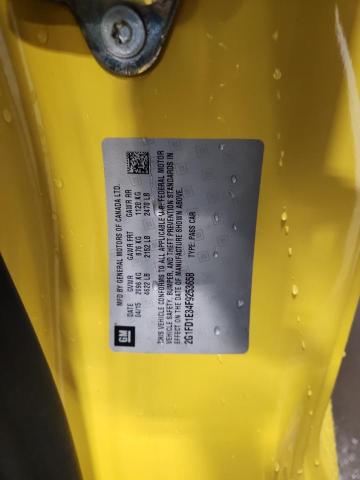 MFD BY GENERAL MOTORS OF CANADA LTD.
DATE GVWR GAWR FRT GAWR RR
04/15 2096 KG 976 KG 1120 KG
4622 LB 2152 LB 2470 LB
THIS VEHICLE CONFORMS TO ALL APPLICABLE U.S. FEDERAL MOTOR
VEHICLE SAFETY, BUMPER, AND THEFT PREVENTION STANDARDS IN
EFFECT ON THE DATE OF MANUFACTURE SHOWN ABOVE.
2G1FD1E34F9253658 TYPE: PASS CAR
GM